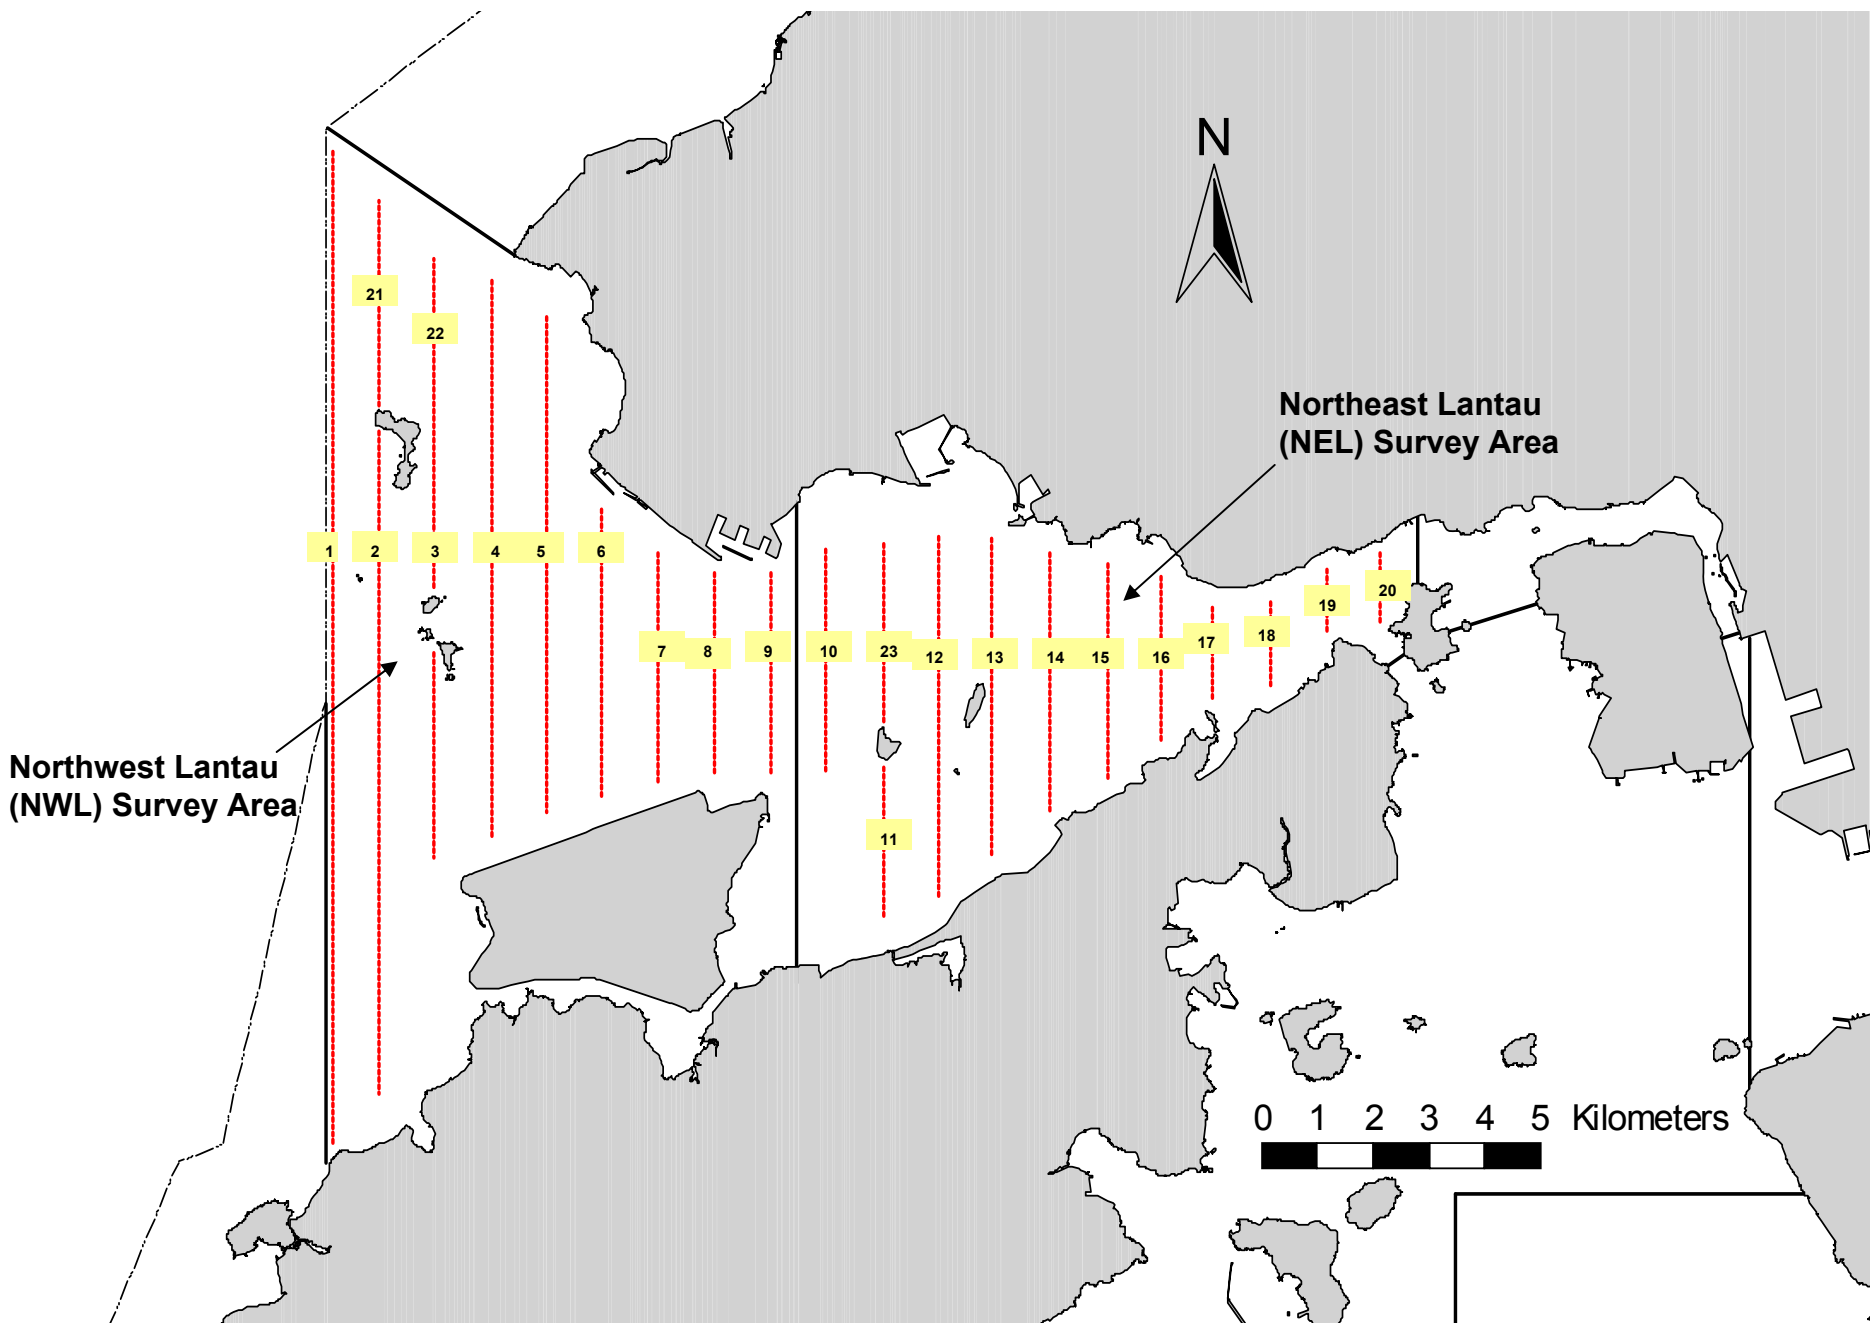 N
21
22
Northeast Lantau
(NEL) Survey Area
1 2 3 4 5 6
19
20
7 8 9 10 23 12 13 14 15 16 17 18
Northwest Lantau
(NWL) Survey Area
11
0 1 2 3 4 5 Kilometers